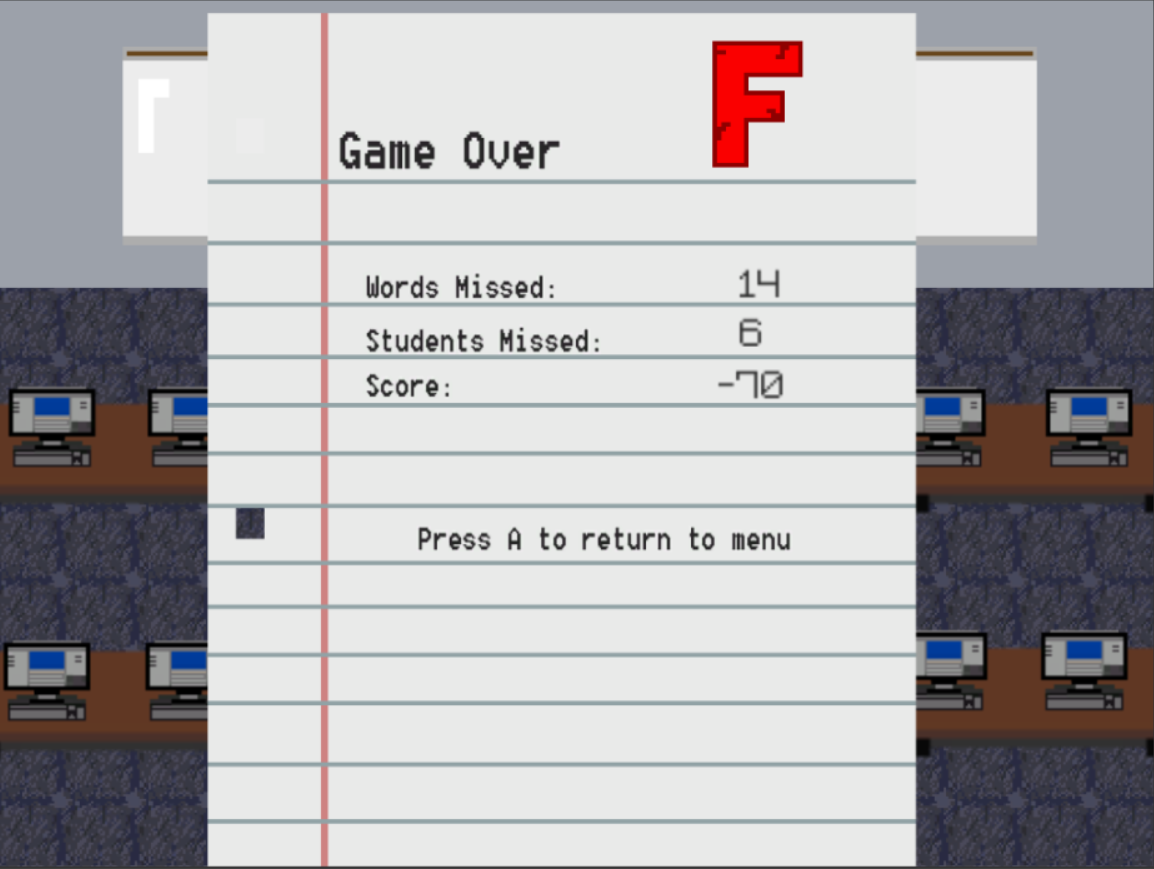 F
Game Over
Words Missed: 14
Students Missed: 6
Score: -70
Press A to return to menu